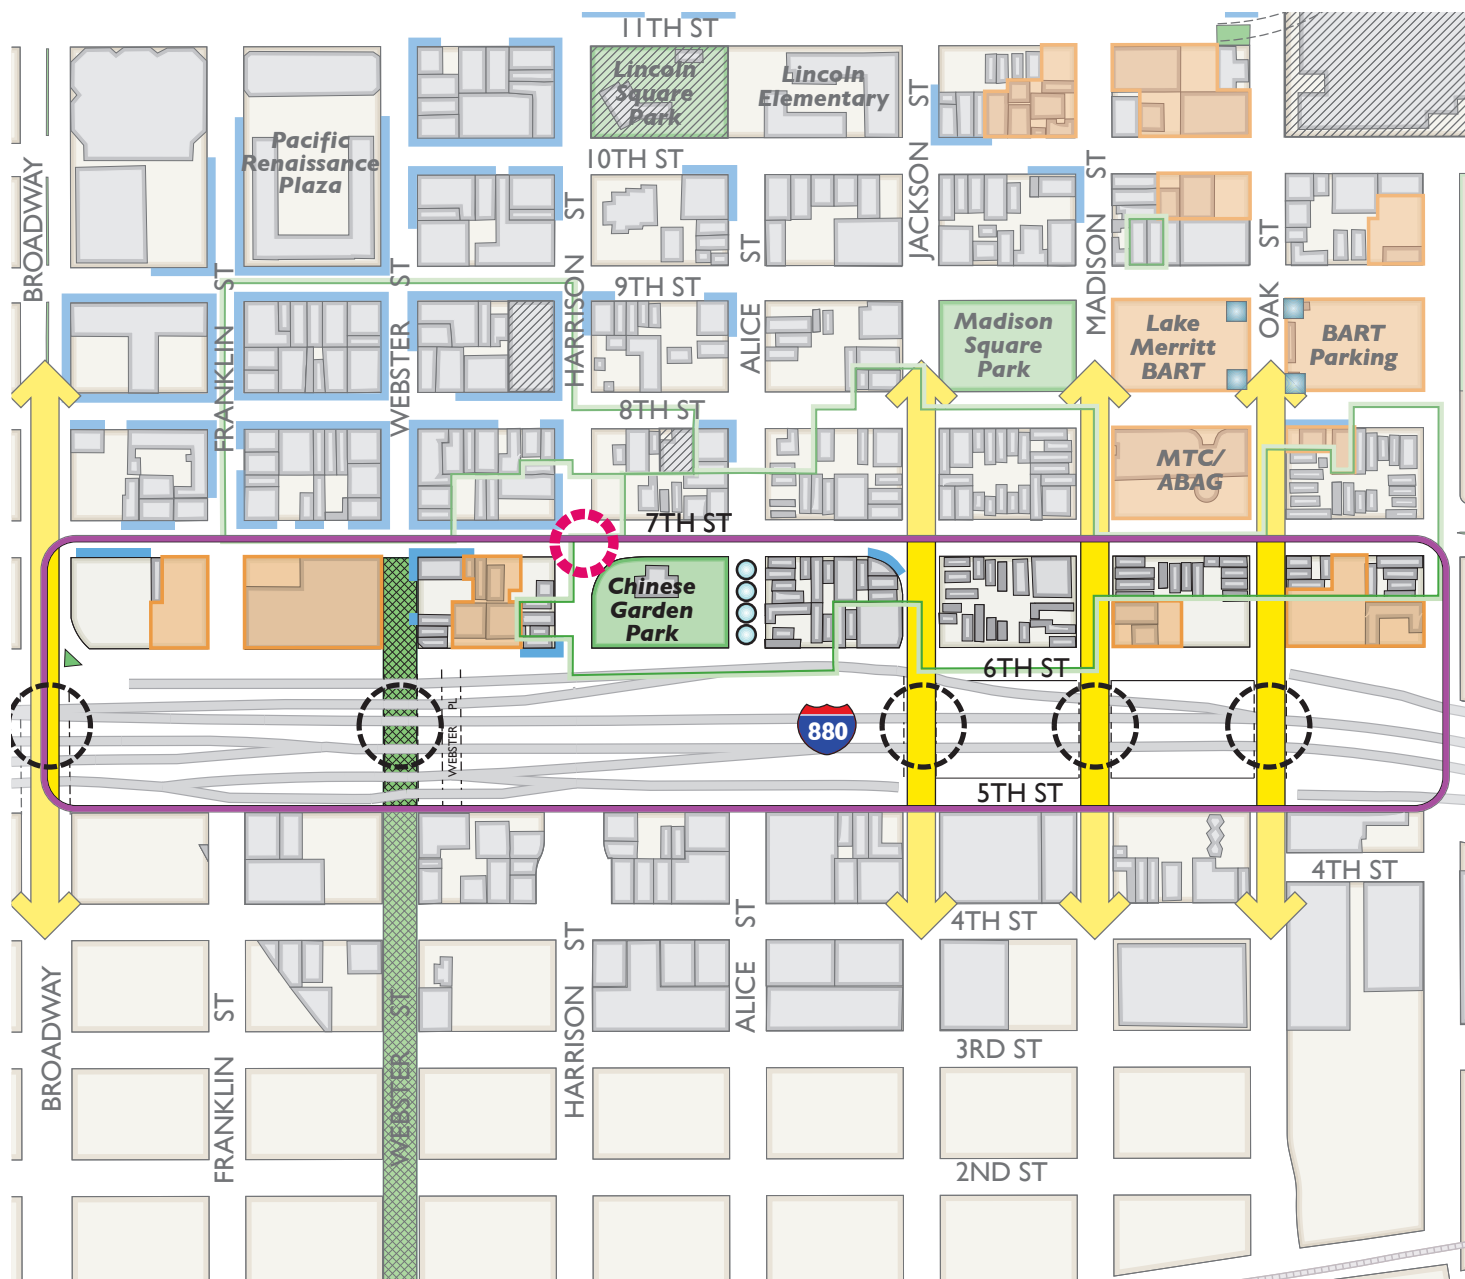 11TH ST
Lincoln
Square
Park
Lincoln
Elementary
Pacific
Renaissance
Plaza
10TH ST
BROADWAY
FRANKLIN ST
WEBSTER ST
HARRISON ST
ALICE ST
JACKSON ST
MADISON ST
OAK ST
9TH ST
Madison
Square
Park
Lake
Merritt
BART
BART
Parking
8TH ST
MTC/
ABAG
7TH ST
Chinese
Garden
Park
6TH ST
WEBSTER PL
880
5TH ST
4TH ST
4TH ST
BROADWAY
FRANKLIN ST
WEBSTER ST
HARRISON ST
ALICE ST
3RD ST
2ND ST